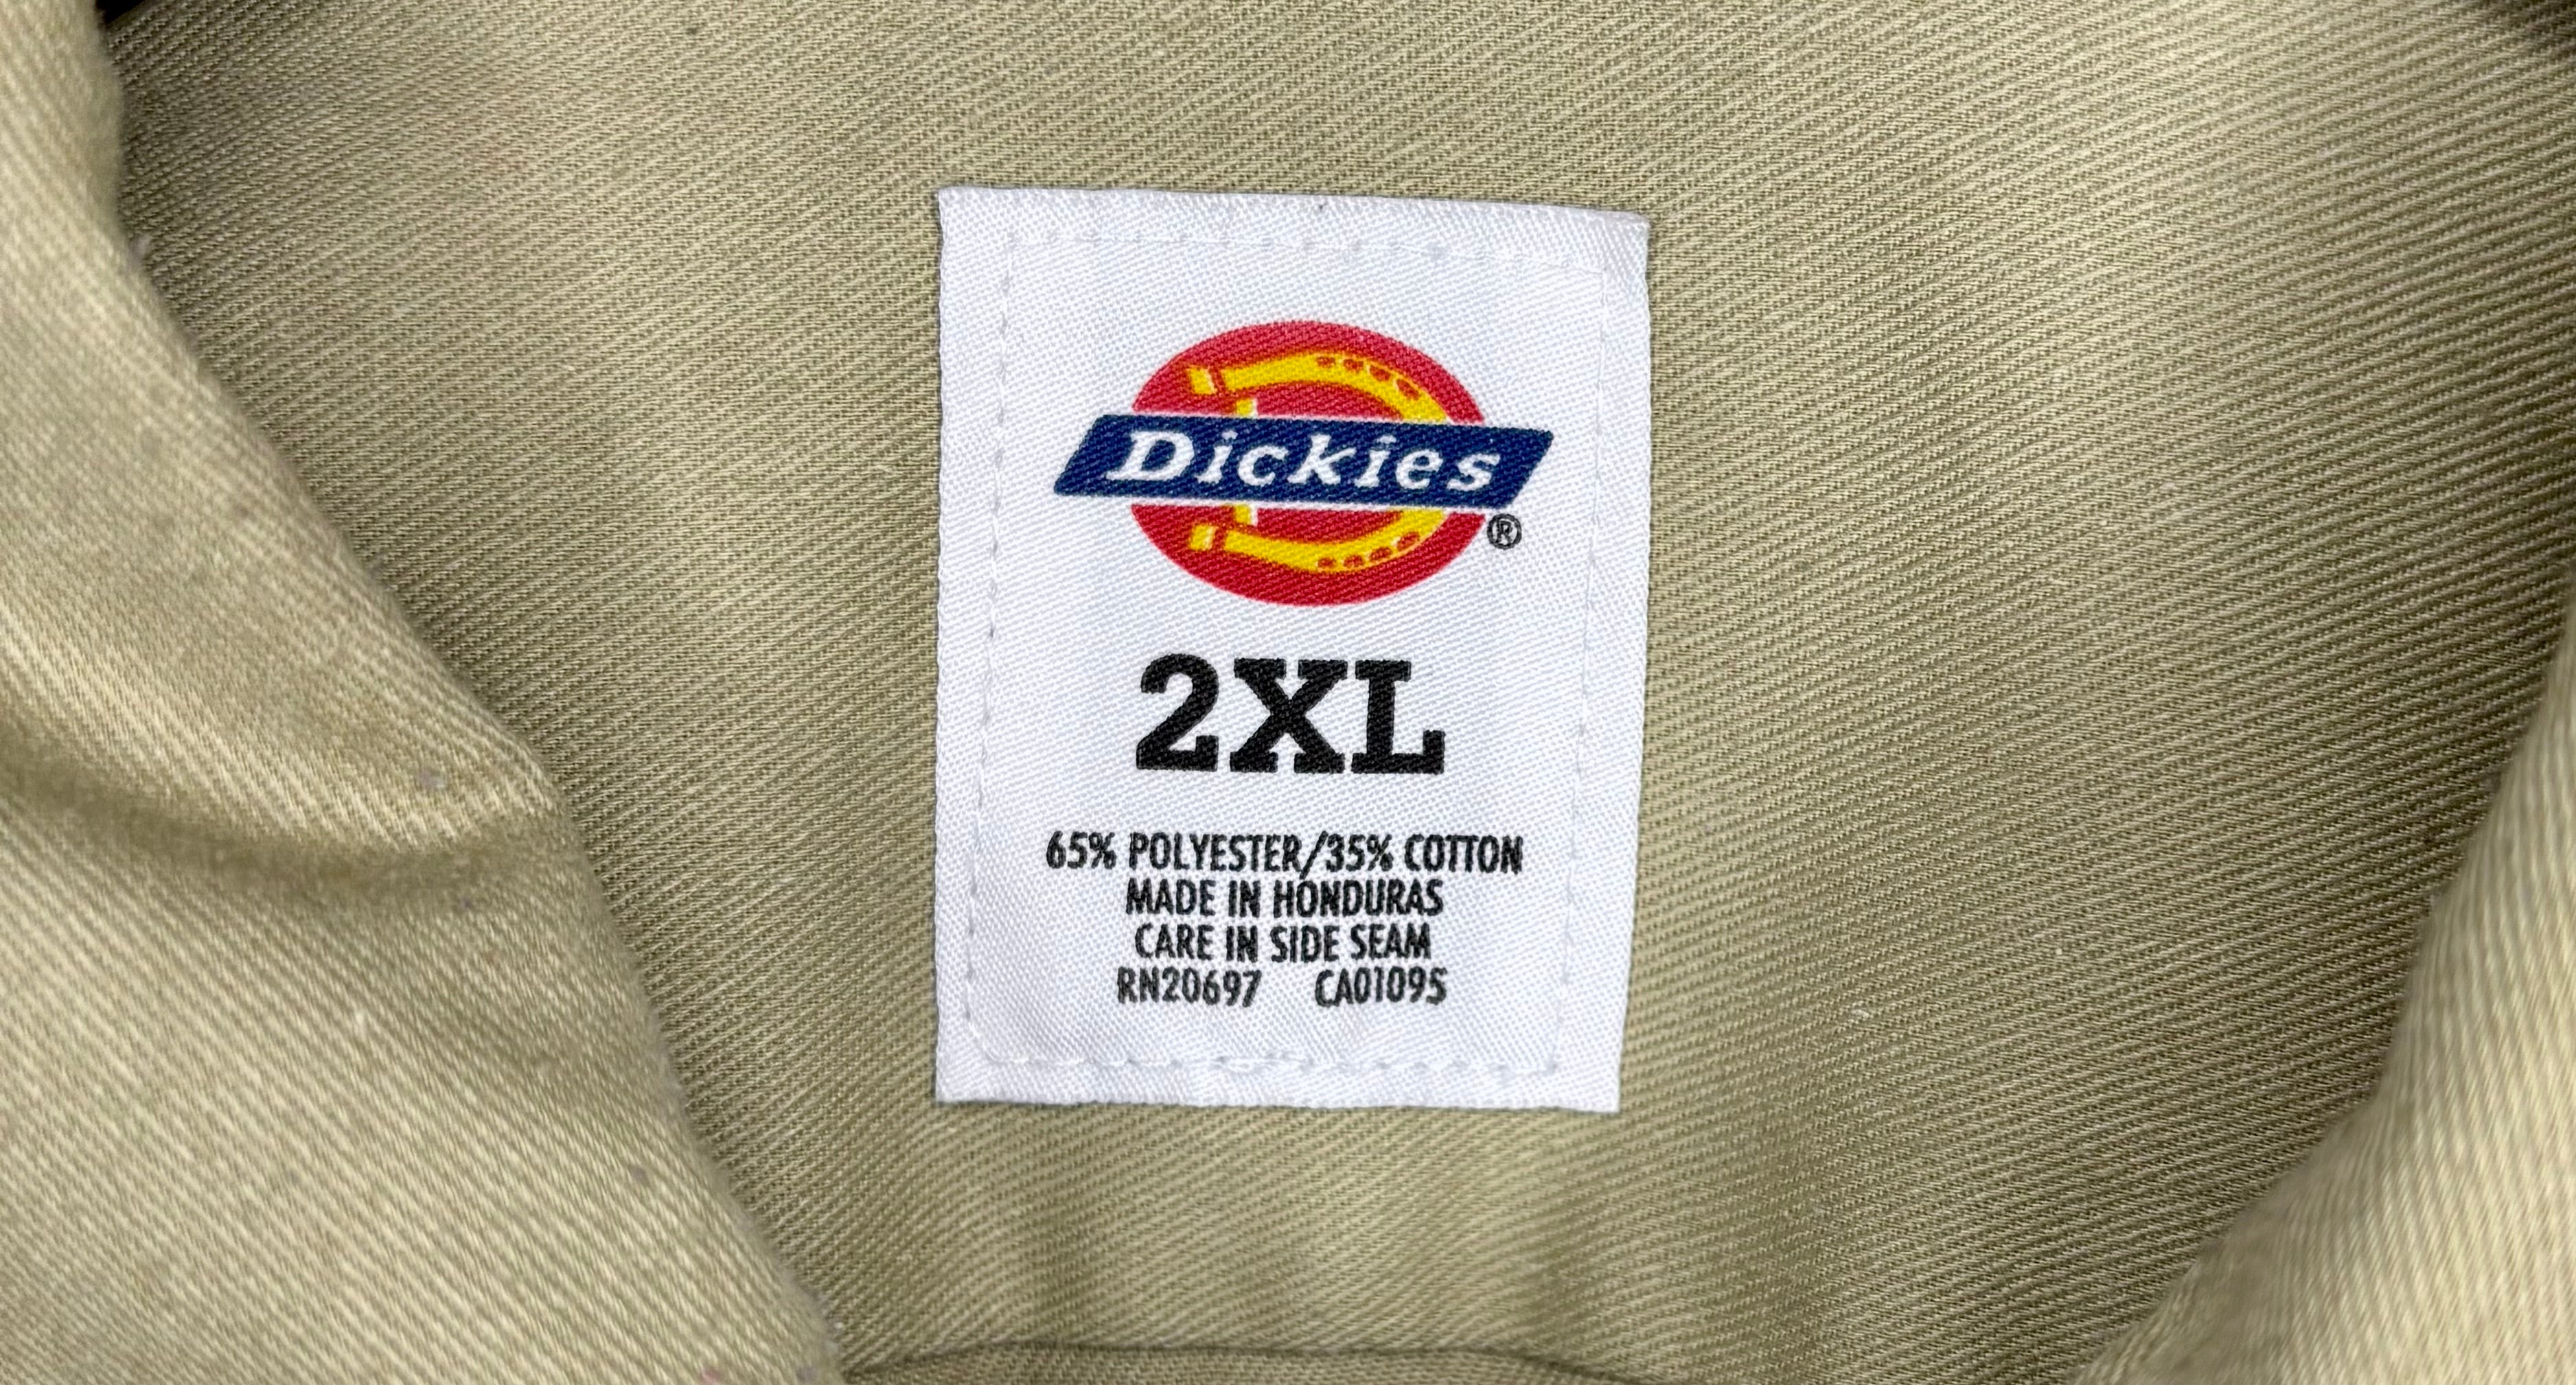 Dickies
®
2XL
65% POLYESTER/35% COTTON
MADE IN HONDURAS
CARE IN SIDE SEAM
RN20697 CA01095